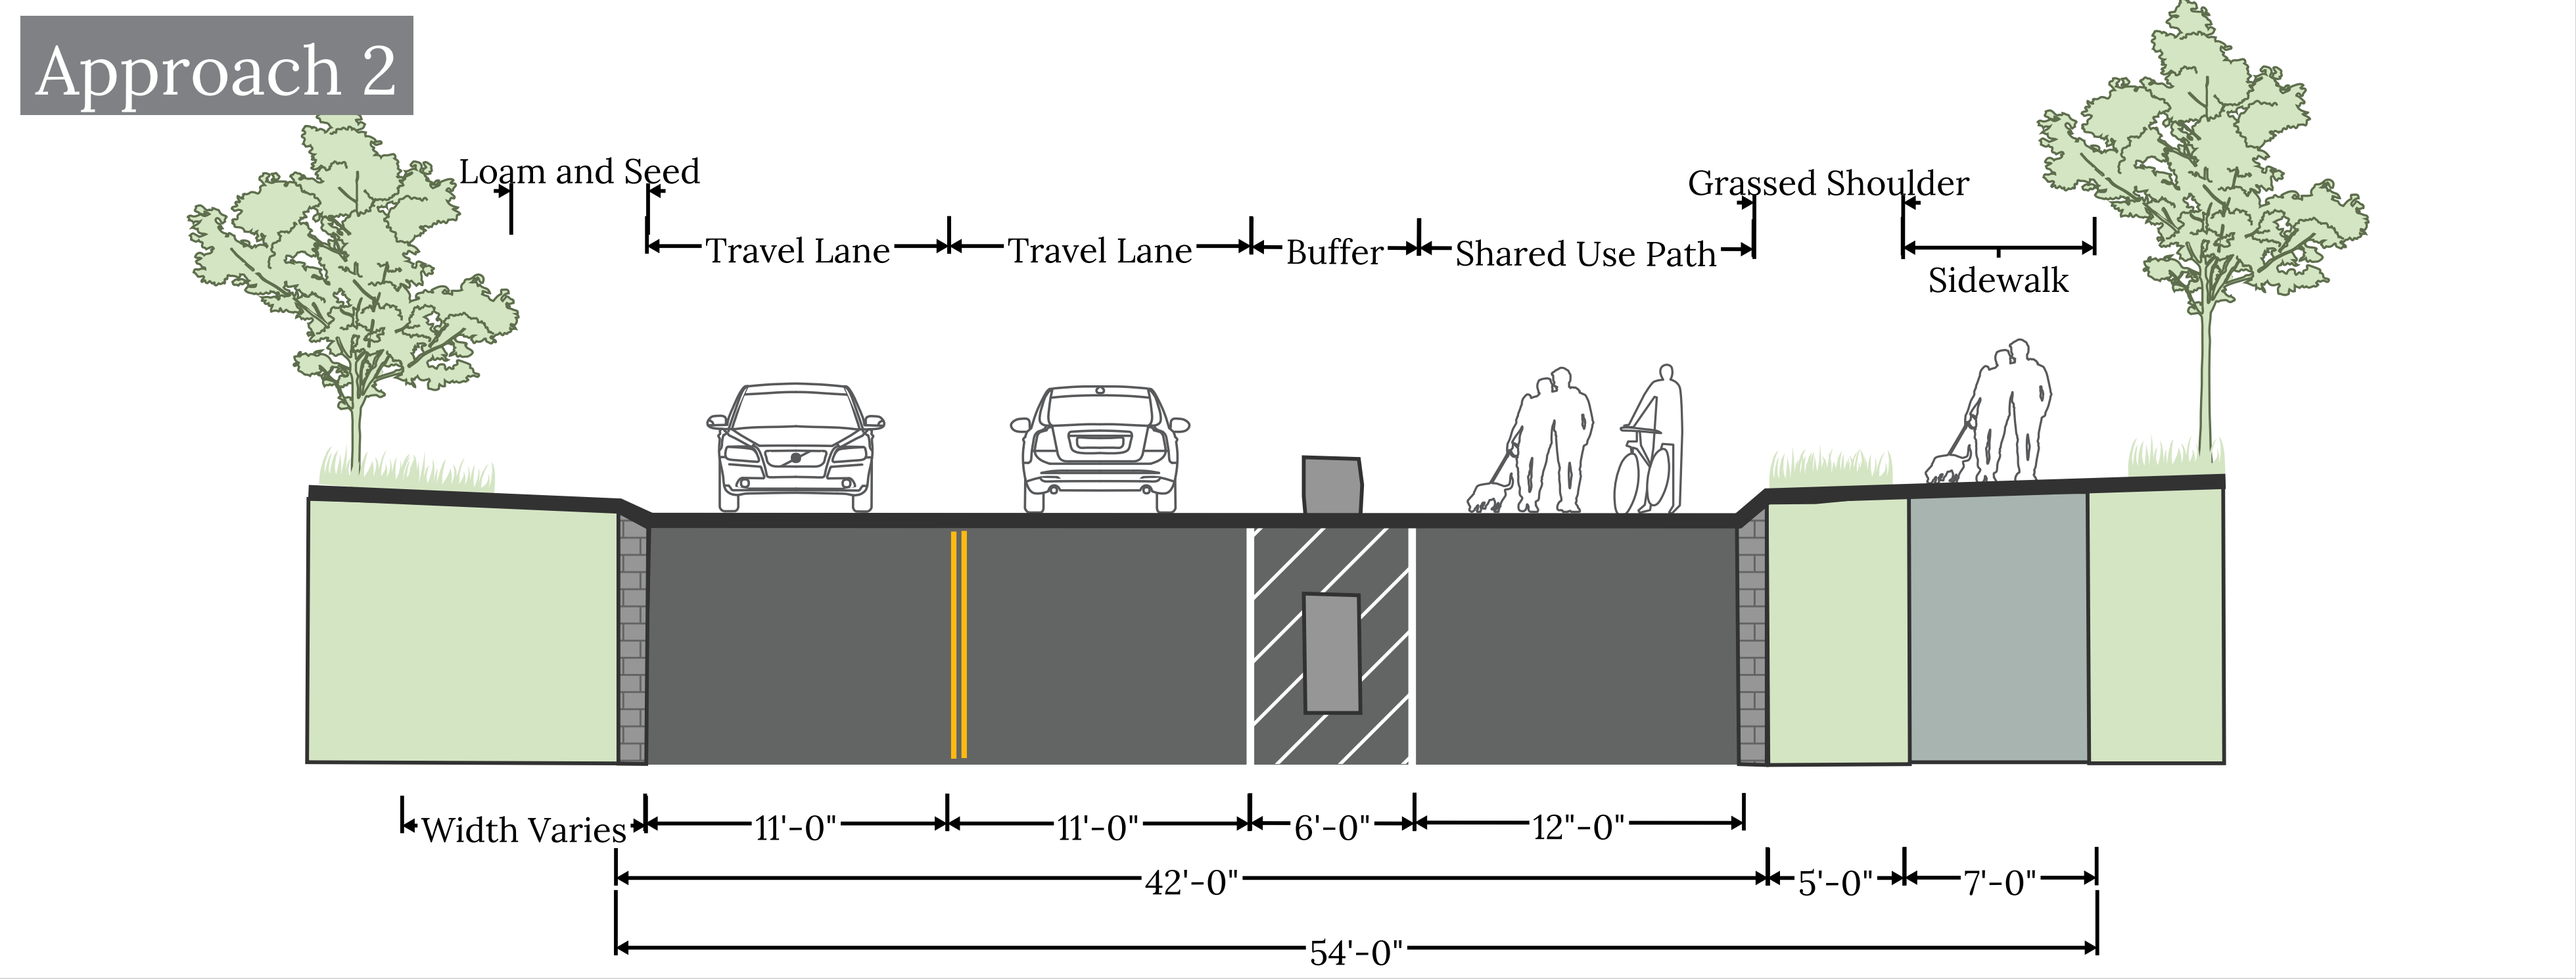 Approach 2
Loam and Seed
Grassed Shoulder
Travel Lane
Travel Lane
Buffer
Shared Use Path
Sidewalk
Width Varies
11'-0"
11'-0"
6'-0"
12"-0"
42'-0"
5'-0"
7'-0"
54'-0"